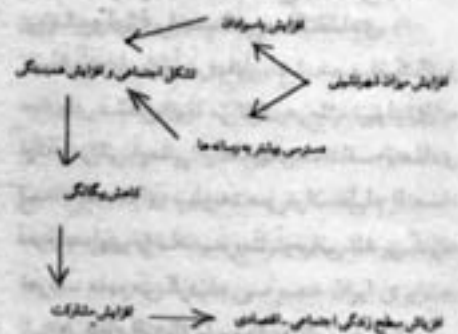 افزایش باسوادان
تشکل اجتماعی و افزایش همبستگی
افزایش میزان شهرنشینی
دسترسی بیشتر به رسانه ها
کاهش بیگانگی
افزایش مشارکت
افزایش سطح زندگی اجتماعی - اقتصادی